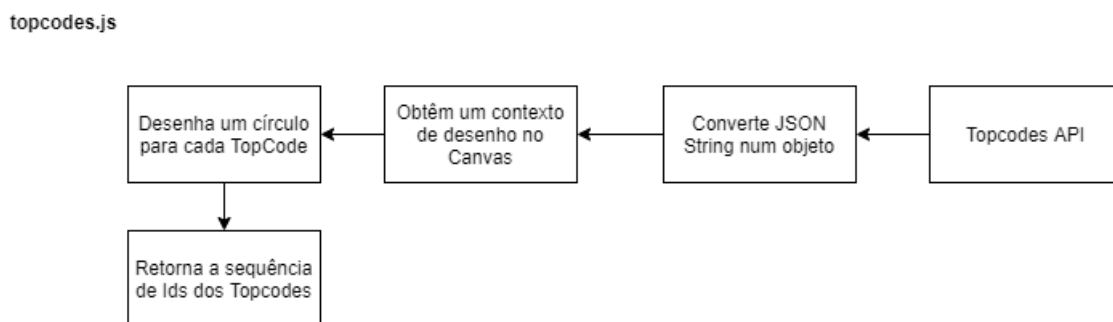 topcodes.js
Desenha um círculo
para cada TopCode
Obtêm um contexto
de desenho no
Canvas
Converte JSON
String num objeto
Topcodes API
Retorna a sequência
de Ids dos Topcodes